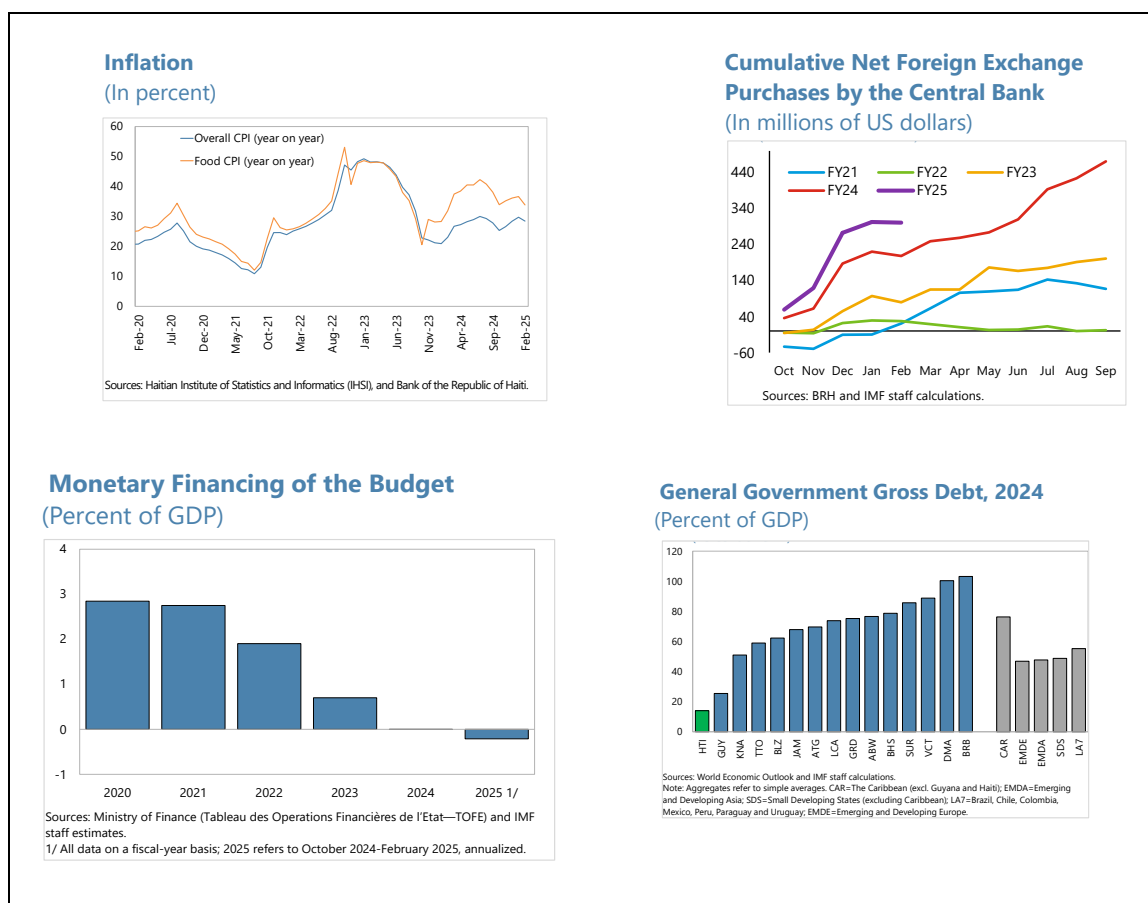 Inflation
(In percent)
60
50
40
30
20
10
0
Overall CPI (year on year)
Food CPI (year on year)
Feb-20
Jul-20
Dec-20
May-21
Oct-21
Mar-22
Aug-22
Jan-23
Jun-23
Nov-23
Apr-24
Sep-24
Feb-25
Sources: Haitian Institute of Statistics and Informatics (IHSI), and Bank of the Republic of Haiti.
Cumulative Net Foreign Exchange
Purchases by the Central Bank
(In millions of US dollars)
440
340
240
140
40
-60
FY21 FY22 FY23
FY24 FY25
Oct Nov Dec Jan Feb Mar Apr May Jun Jul Aug Sep
Sources: BRH and IMF staff calculations.
Monetary Financing of the Budget
(Percent of GDP)
4
3
2
1
0
-1
2020 2021 2022 2023 2024 2025 1/
Sources: Ministry of Finance (Tableau des Operations Financières de l'Etat—TOFE) and IMF
staff estimates.
1/ All data on a fiscal-year basis; 2025 refers to October 2024-February 2025, annualized.
General Government Gross Debt, 2024
(Percent of GDP)
120
100
80
60
40
20
0
HTI
GUY
KNA
TTO
BLZ
JAM
ATG
LCA
GRD
ABW
BHS
SUR
VCT
DMA
BRB
CAR
EMDE
EMDA
SDS
LA7
Sources: World Economic Outlook and IMF staff calculations.
Note: Aggregates refer to simple averages. CAR=The Caribbean (excl. Guyana and Haiti); EMDA=Emerging
and Developing Asia; SDS=Small Developing States (excluding Caribbean); LA7=Brazil, Chile, Colombia,
Mexico, Peru, Paraguay and Uruguay; EMDE=Emerging and Developing Europe.